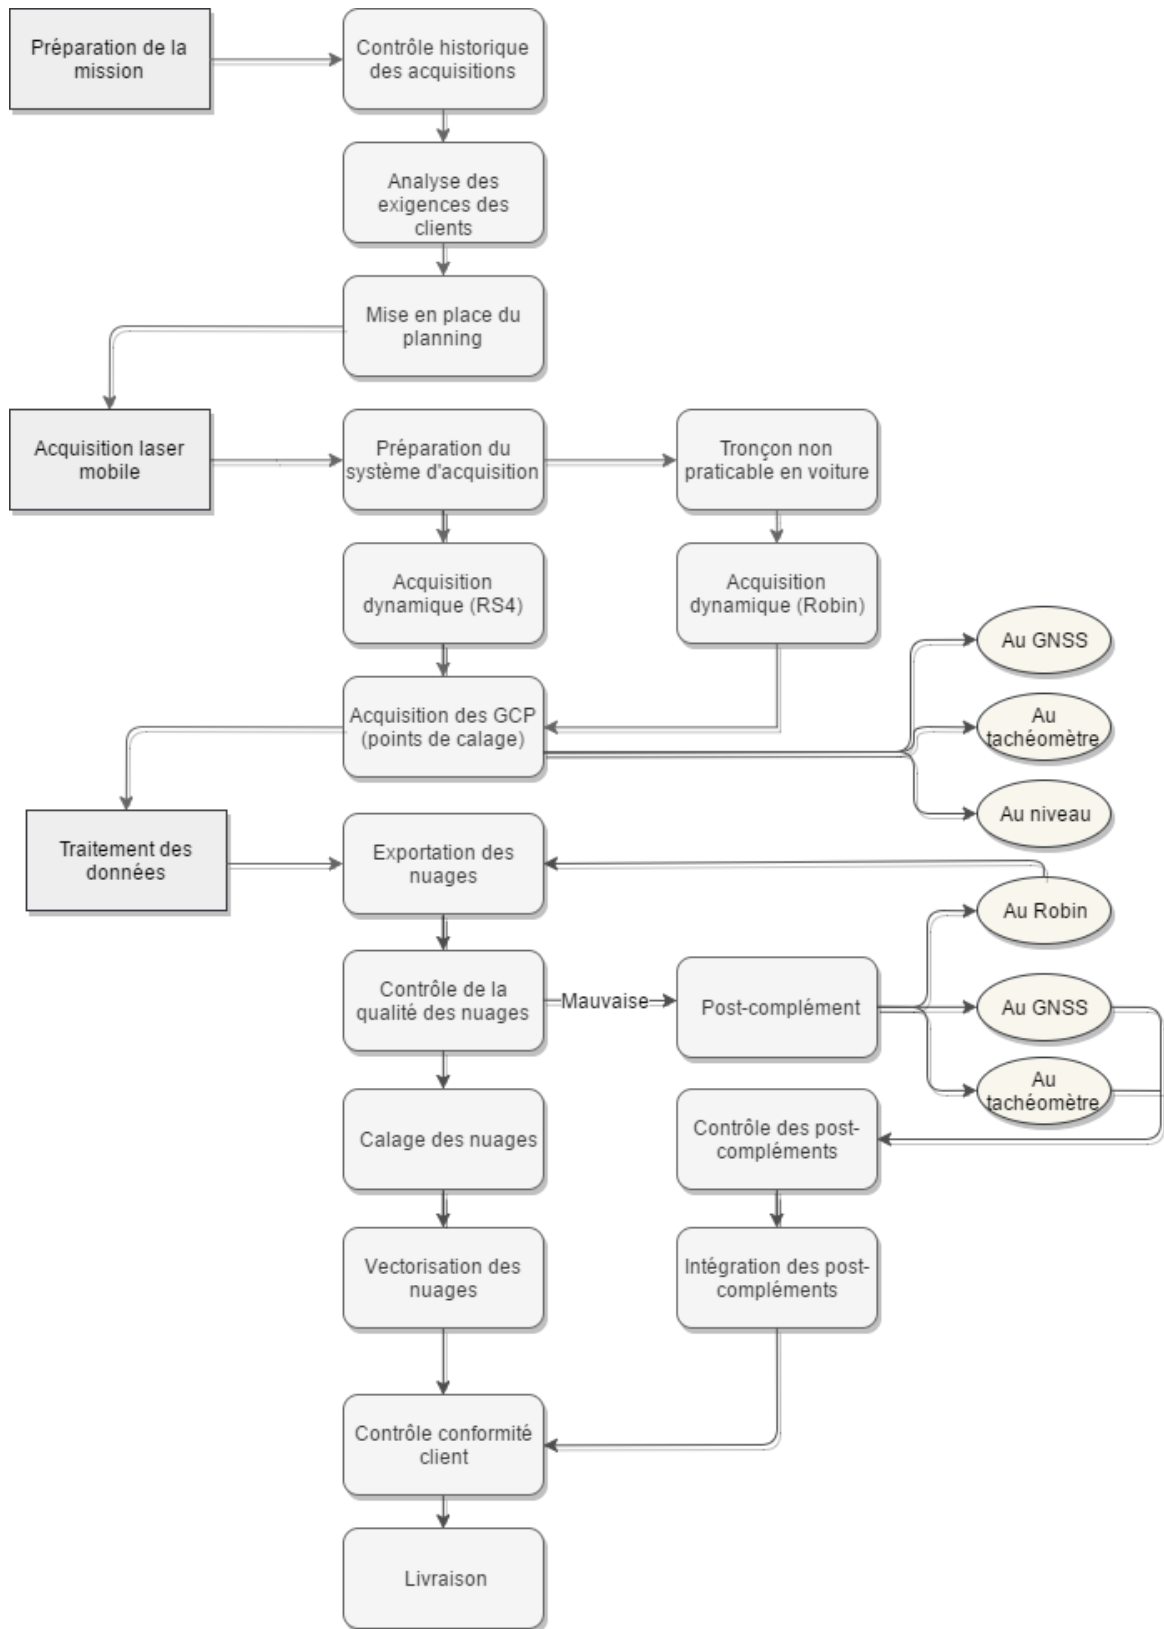 Préparation de la
mission
Contrôle historique
des acquisitions
Analyse des
exigences des
clients
Mise en place du
planning
Acquisition laser
mobile
Préparation du
système d'acquisition
Tronçon non
praticable en voiture
Acquisition
dynamique (RS4)
Acquisition
dynamique (Robin)
Acquisition des GCP
(points de calage)
Au GNSS
Au
tachéomètre
Au niveau
Traitement des
données
Exportation des
nuages
Contrôle de la
qualité des nuages
Mauvaise
Post-complément
Au Robin
Au GNSS
Au
tachéomètre
Calage des nuages
Contrôle des post-
compléments
Vectorisation des
nuages
Intégration des post-
compléments
Contrôle conformité
client
Livraison